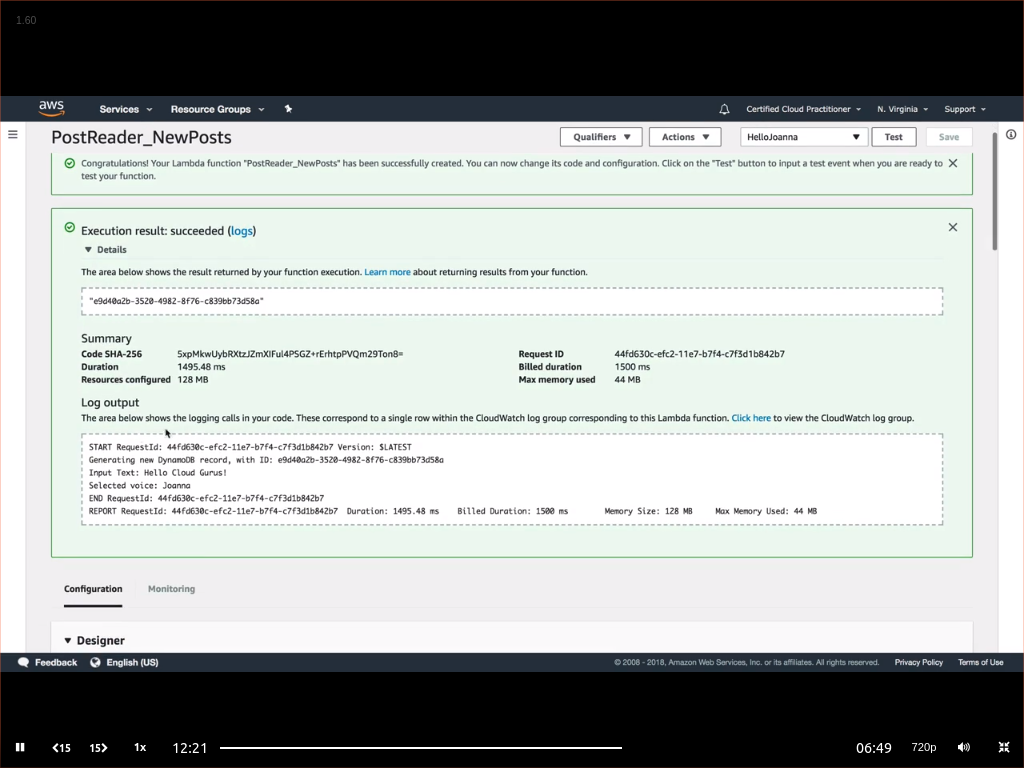 1.60
aws Services Resource Groups Certified Cloud Practitioner N. Virginia Support
PostReader_NewPosts Qualifiers Actions HelloJoanna Test Save
Congratulations! Your Lambda function "PostReader_NewPosts" has been successfully created. You can now change its code and configuration. Click on the "Test" button to input a test event when you are ready to
test your function.
Execution result: succeeded (logs)
Details
The area below shows the result returned by your function execution. Learn more about returning results from your function.
"e9d40a2b-3520-4982-8f76-c839bb73d58a"
Summary
Code SHA-256 5xpMkwUybRXtzJZmXIFul4PSGZ+rErhtpPVQm29Ton8= Request ID 44fd630c-efc2-11e7-b7f4-c7f3d1b842b7
Duration 1495.48 ms Billed duration 1500 ms
Resources configured 128 MB Max memory used 44 MB
Log output
The area below shows the logging calls in your code. These correspond to a single row within the CloudWatch log group corresponding to this Lambda function. Click here to view the CloudWatch log group.
START RequestId: 44fd630c-efc2-11e7-b7f4-c7f3d1b842b7 Version: $LATEST
Generating new DynamoDB record, with ID: e9d40a2b-3520-4982-8f76-c839bb73d58a
Input Text: Hello Cloud Gurus!
Selected voice: Joanna
END RequestId: 44fd630c-efc2-11e7-b7f4-c7f3d1b842b7
REPORT RequestId: 44fd630c-efc2-11e7-b7f4-c7f3d1b842b7 Duration: 1495.48 ms Billed Duration: 1500 ms Memory Size: 128 MB Max Memory Used: 44 MB
Configuration Monitoring
Designer
Feedback English (US) © 2008 - 2018, Amazon Web Services, Inc. or its affiliates. All rights reserved. Privacy Policy Terms of Use
15 15 1x 12:21 06:49 720p